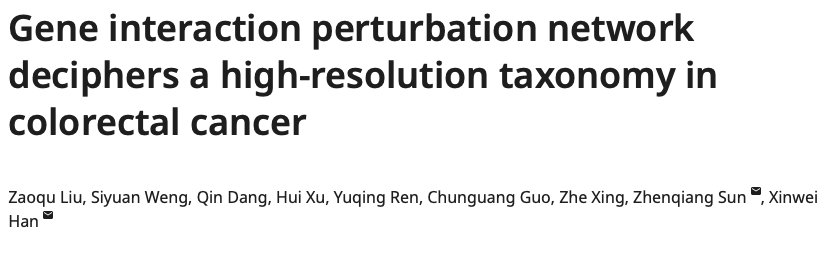 Gene interaction perturbation network
deciphers a high-resolution taxonomy in
colorectal cancer
Zaoqu Liu, Siyuan Weng, Qin Dang, Hui Xu, Yuqing Ren, Chunguang Guo, Zhe Xing, Zhenqiang Sun, Xinwei
Han